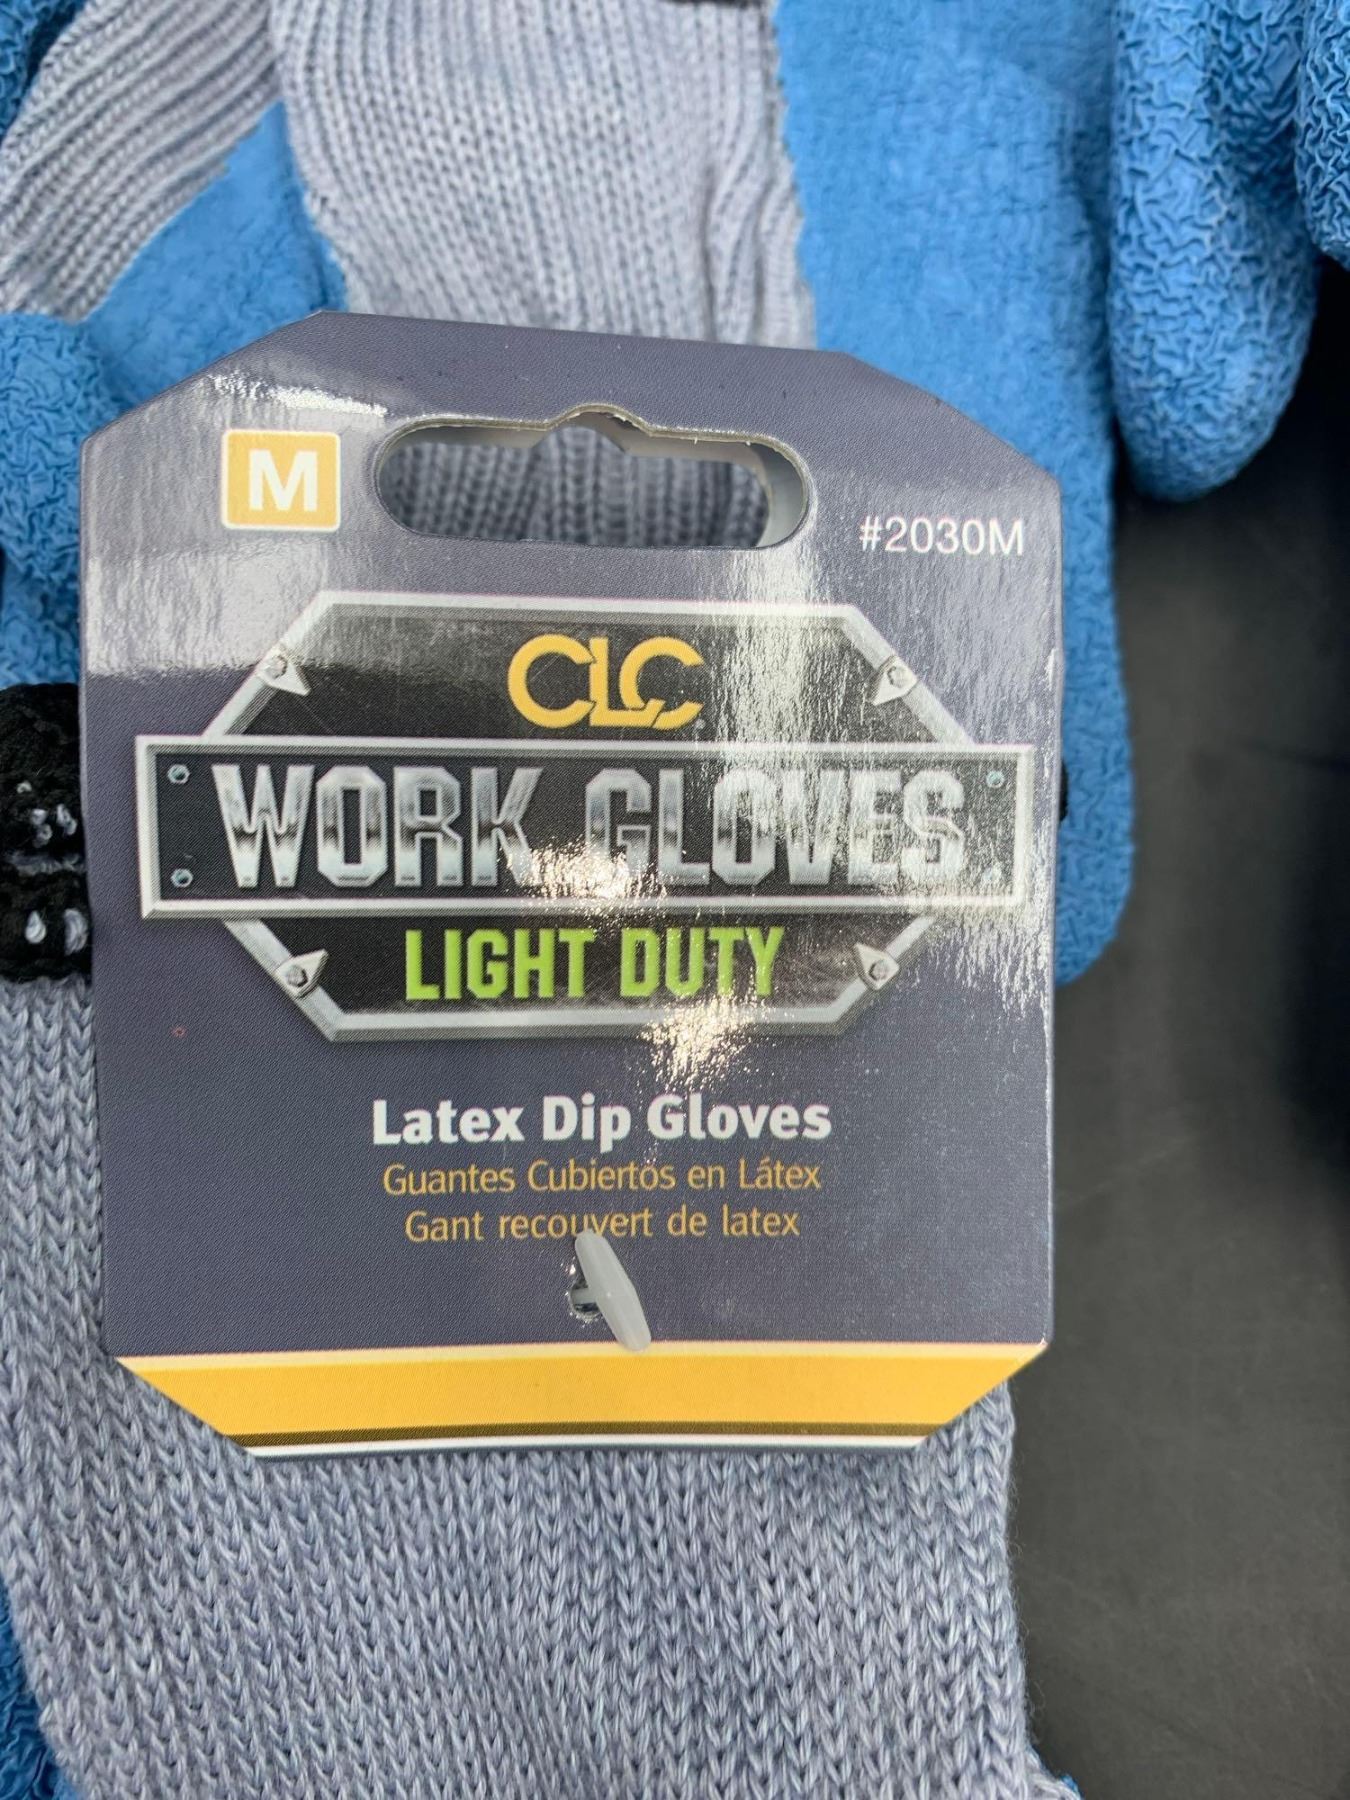 M
#2030M
CLC
WORK GLOVES
LIGHT DUTY
Latex Dip Gloves
Guantes Cubiertos en Látex
Gant recouvert de latex